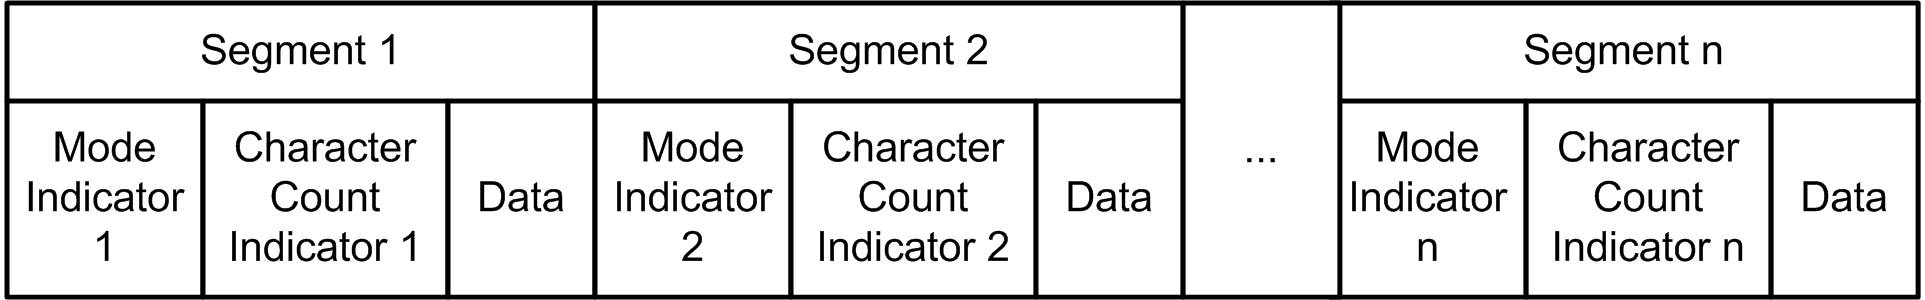 Segment 1
Segment 2
Segment n
Mode
Indicator
1
Character
Count
Indicator 1
Data
Mode
Indicator
2
Character
Count
Indicator 2
Data
...
Mode
Indicator
n
Character
Count
Indicator n
Data